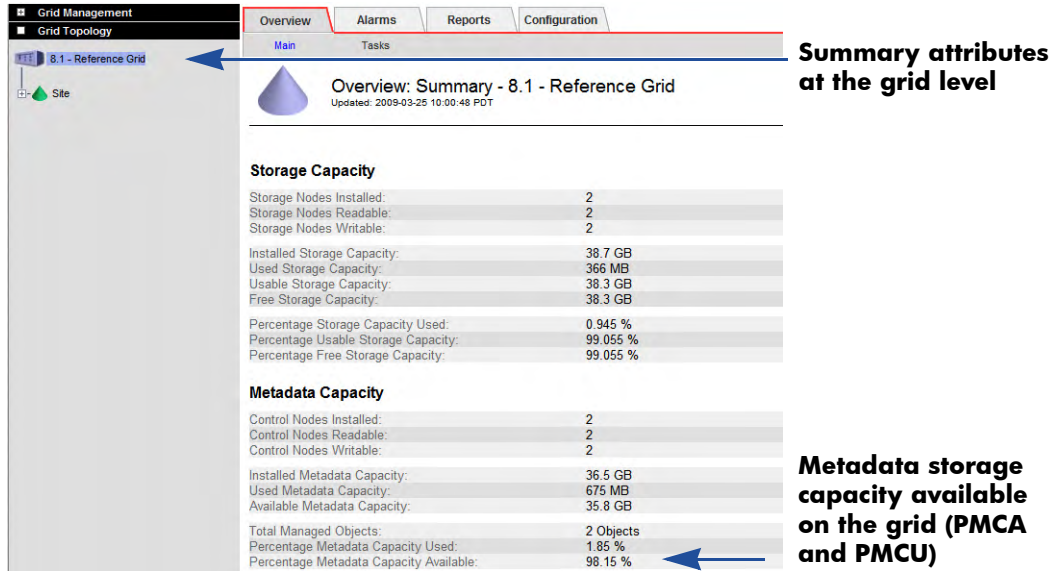 Grid Management
Grid Topology
8.1 - Reference Grid
Site
Overview Alarms Reports Configuration
Main Tasks
Overview: Summary - 8.1 - Reference Grid
Updated: 2009-03-25 10:00:48 PDT
Storage Capacity
Storage Nodes Installed: 2
Storage Nodes Readable: 2
Storage Nodes Writable: 2
Installed Storage Capacity: 38.7 GB
Used Storage Capacity: 366 MB
Usable Storage Capacity: 38.3 GB
Free Storage Capacity: 38.3 GB
Percentage Storage Capacity Used: 0.945 %
Percentage Usable Storage Capacity: 99.055 %
Percentage Free Storage Capacity: 99.055 %
Metadata Capacity
Control Nodes Installed: 2
Control Nodes Readable: 2
Control Nodes Writable: 2
Installed Metadata Capacity: 36.5 GB
Used Metadata Capacity: 675 MB
Available Metadata Capacity: 35.8 GB
Total Managed Objects: 2 Objects
Percentage Metadata Capacity Used: 1.85 %
Percentage Metadata Capacity Available: 98.15 %
Summary attributes
at the grid level
Metadata storage
capacity available
on the grid (PMCA
and PMCU)